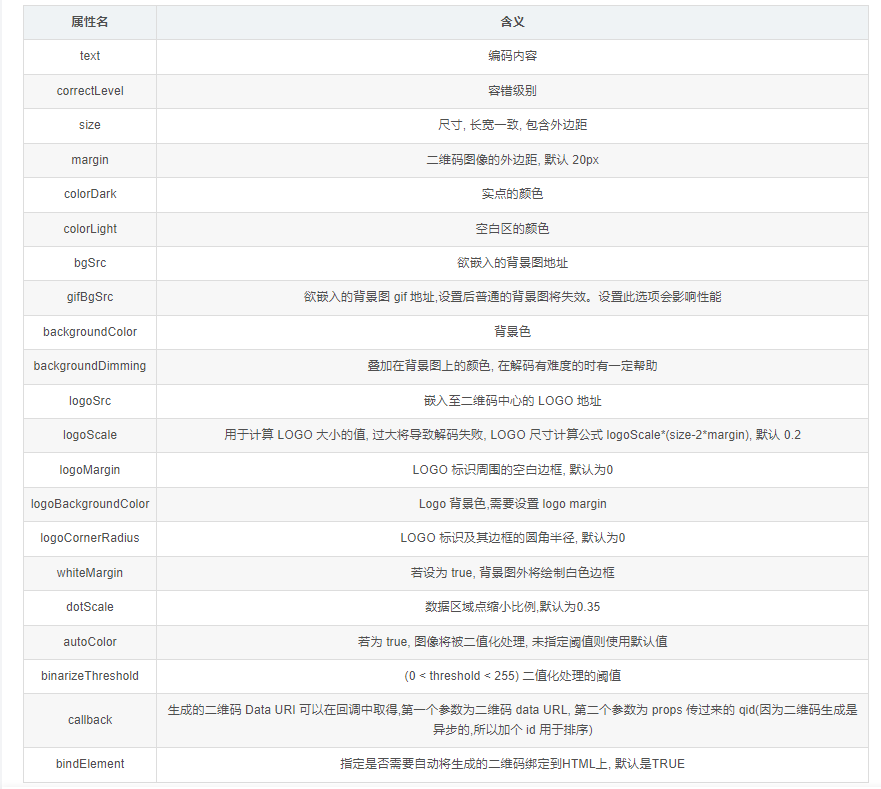 属性名 含义
text 编码内容
correctLevel 容错级别
size 尺寸, 长宽一致, 包含外边距
margin 二维码图像的外边距, 默认 20px
colorDark 实点的颜色
colorLight 空白区的颜色
bgSrc 欲嵌入的背景图地址
gifBgSrc 欲嵌入的背景图 gif 地址,设置后普通的背景图将失效。设置此选项会影响性能
backgroundColor 背景色
backgroundDimming 叠加在背景图上的颜色, 在解码有难度的时有一定帮助
logoSrc 嵌入至二维码中心的 LOGO 地址
logoScale 用于计算 LOGO 大小的值, 过大将导致解码失败, LOGO 尺寸计算公式 logoScale*(size-2*margin), 默认 0.2
logoMargin LOGO 标识周围的空白边框, 默认为0
logoBackgroundColor Logo 背景色,需要设置 logo margin
logoCornerRadius LOGO 标识及其边框的圆角半径, 默认为0
whiteMargin 若设为 true, 背景图外将绘制白色边框
dotScale 数据区域点缩小比例,默认为0.35
autoColor 若为 true, 图像将被二值化处理, 未指定阈值则使用默认值
binarizeThreshold (0 < threshold < 255) 二值化处理的阈值
callback 生成的二维码 Data URI 可以在回调中取得,第一个参数为二维码 data URL, 第二个参数为 props 传过来的 qid(因为二维码生成是
异步的,所以加个 id 用于排序)
bindElement 指定是否需要自动将生成的二维码绑定到HTML上, 默认是TRUE